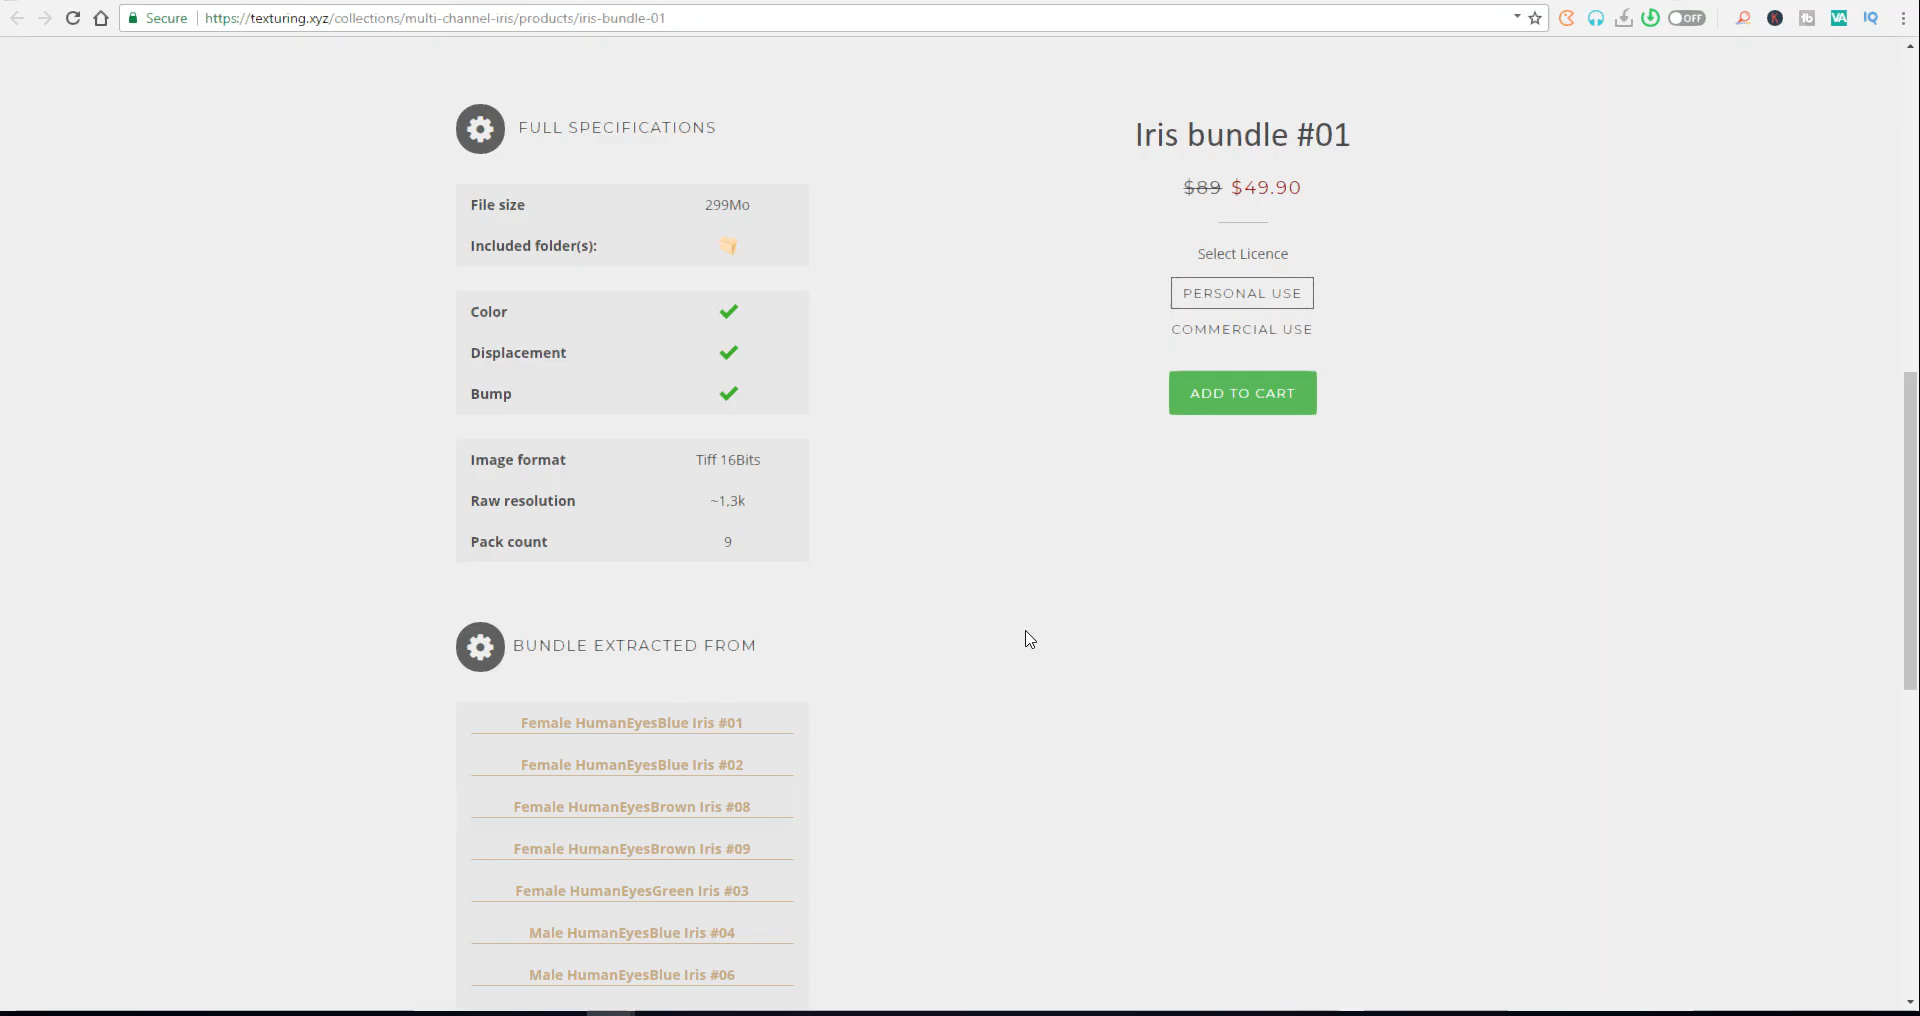 Secure
https://texturing.xyz/collections/multi-channel-iris/products/iris-bundle-01
OFF
K
tb
VA
IQ
FULL SPECIFICATIONS
File size 299Mo
Included folder(s):
Color
Displacement
Bump
Image format Tiff 16Bits
Raw resolution ~1,3k
Pack count 9
BUNDLE EXTRACTED FROM
Female HumanEyesBlue Iris #01
Female HumanEyesBlue Iris #02
Female HumanEyesBrown Iris #08
Female HumanEyesBrown Iris #09
Female HumanEyesGreen Iris #03
Male HumanEyesBlue Iris #04
Male HumanEyesBlue Iris #06
Iris bundle #01
$89 $49.90
Select Licence
PERSONAL USE
COMMERCIAL USE
ADD TO CART